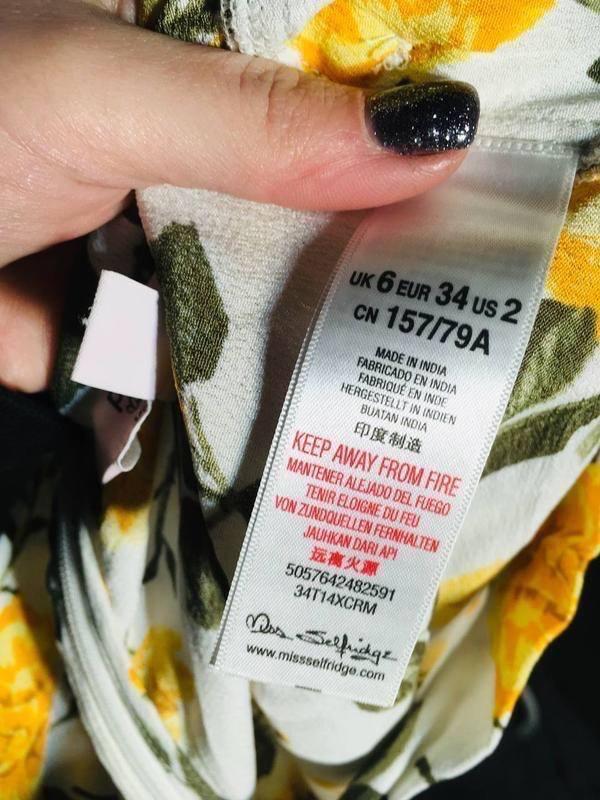 UK 6 EUR 34 US 2
CN 157/79A
MADE IN INDIA
FABRICADO EN INDIA
FABRIQUÉ EN INDE
HERGESTELLT IN INDIEN
BUATAN INDIA
印度制造
KEEP AWAY FROM FIRE
MANTENER ALEJADO DEL FUEGO
TENIR ELOIGNE DU FEU
VON ZUNDQUELLEN FERNHALTEN
JAUHKAN DARI API
远离火源
5057642482591
34T14XCRM
Miss Selfridge
www.missselfridge.com